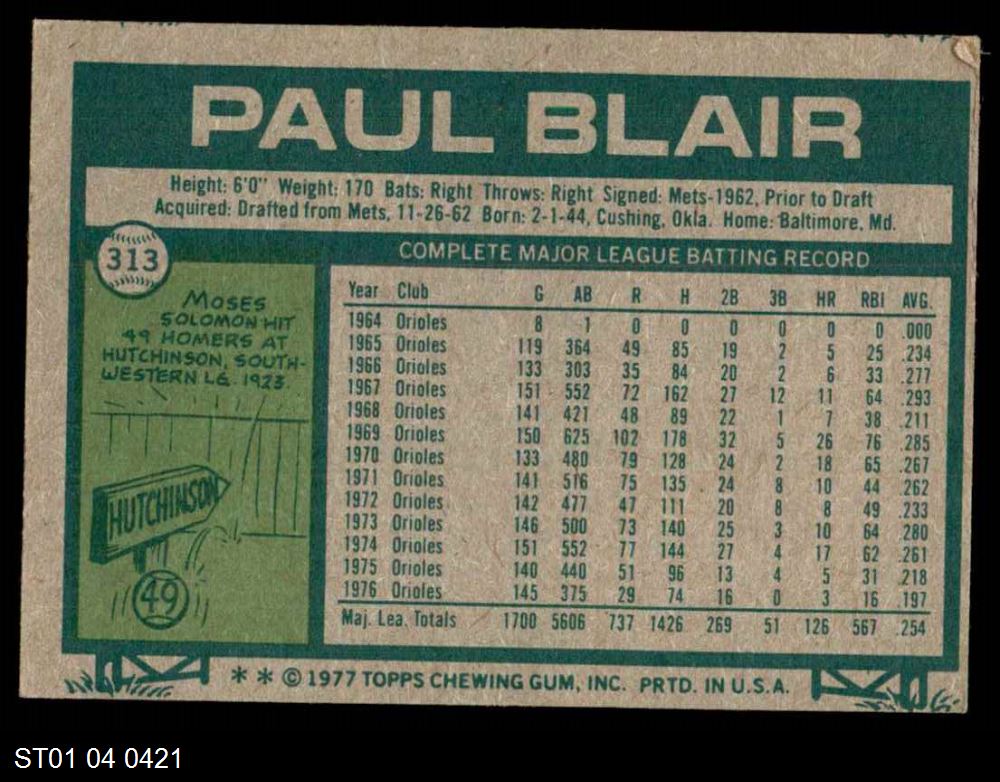 PAUL BLAIR
Height: 6'0" Weight: 170 Bats: Right Throws: Right Signed: Mets-1962, Prior to Draft
Acquired: Drafted from Mets, 11-26-62 Born: 2-1-44, Cushing, Okla. Home: Baltimore, Md.
313
MOSES
SOLOMON HIT
49 HOMERS AT
HUTCHINSON, SOUTH-
WESTERN LG. 1923.
HUTCHINSON
49
COMPLETE MAJOR LEAGUE BATTING RECORD
Year Club G AB R H 2B 3B HR RBI AVG.
1964 Orioles 8 1 0 0 0 0 0 0 .000
1965 Orioles 119 364 49 85 19 2 5 25 .234
1966 Orioles 133 303 35 84 20 2 6 33 .277
1967 Orioles 151 552 72 162 27 12 11 64 .293
1968 Orioles 141 421 48 89 22 1 7 38 .211
1969 Orioles 150 625 102 178 32 5 26 76 .285
1970 Orioles 133 480 79 128 24 2 18 65 .267
1971 Orioles 141 516 75 135 24 8 10 44 .262
1972 Orioles 142 477 47 111 20 8 8 49 .233
1973 Orioles 146 500 73 140 25 3 10 64 .280
1974 Orioles 151 552 77 144 27 4 17 62 .261
1975 Orioles 140 440 51 96 13 4 5 31 .218
1976 Orioles 145 375 29 74 16 0 3 16 .197
Maj. Lea. Totals 1700 5606 737 1426 269 51 126 567 .254
** © 1977 TOPPS CHEWING GUM, INC. PRTD. IN U.S.A.
ST01 04 0421